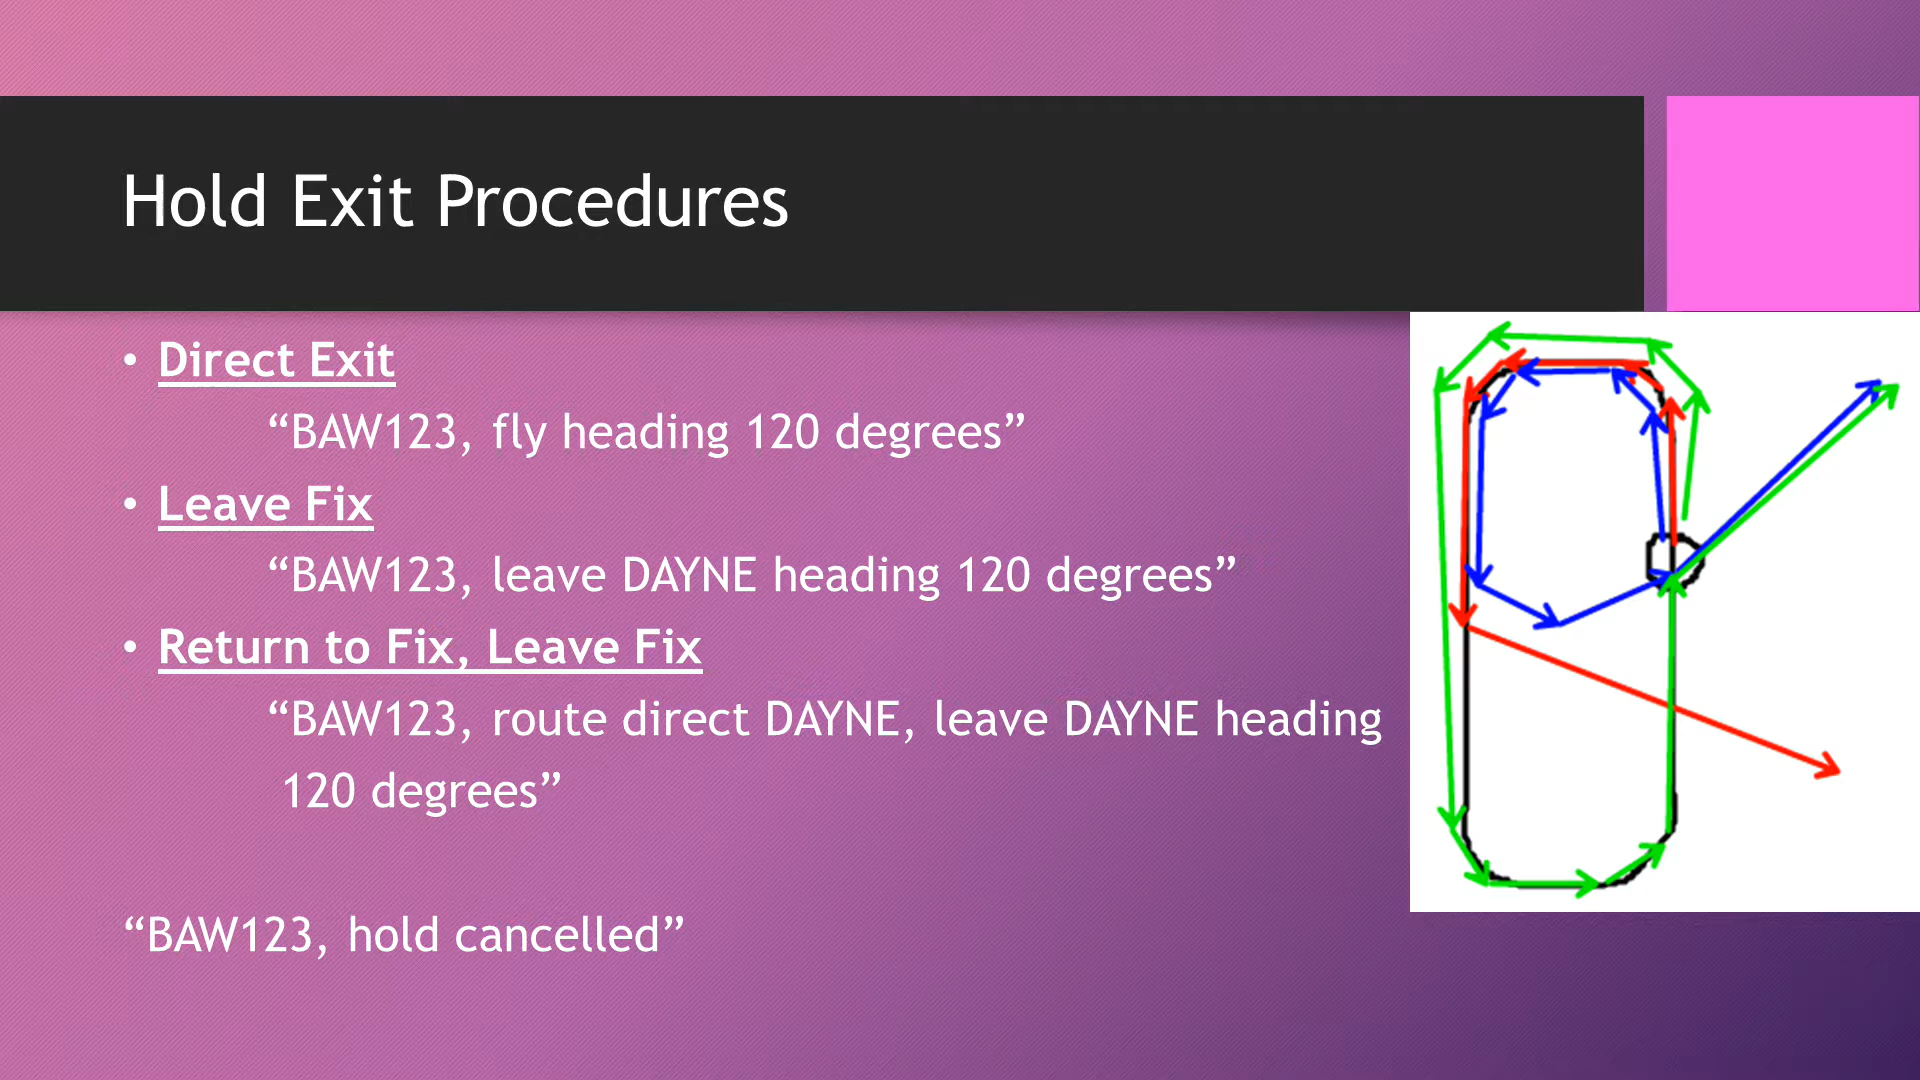 Hold Exit Procedures
• Direct Exit
“BAW123, fly heading 120 degrees”
• Leave Fix
“BAW123, leave DAYNE heading 120 degrees”
• Return to Fix, Leave Fix
“BAW123, route direct DAYNE, leave DAYNE heading
120 degrees”
“BAW123, hold cancelled”